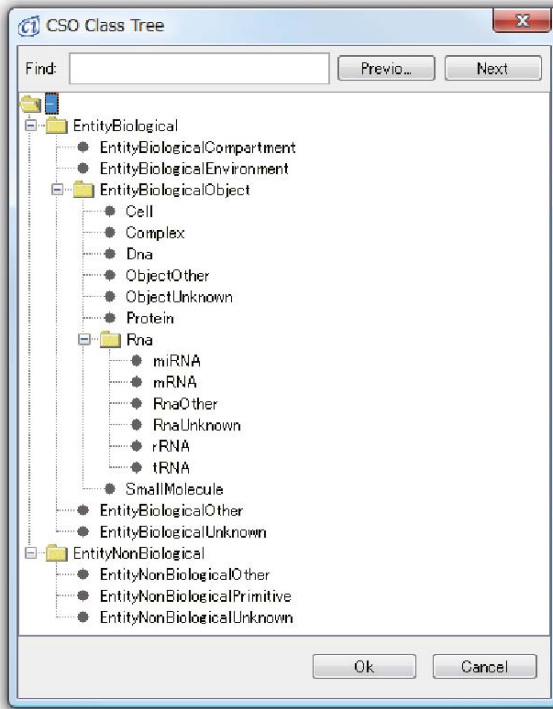 CSO Class Tree
Find: Previo... Next
EntityBiological
EntityBiologicalCompartment
EntityBiologicalEnvironment
EntityBiologicalObject
Cell
Complex
Dna
ObjectOther
ObjectUnknown
Protein
Rna
miRNA
mRNA
RnaOther
RnaUnknown
rRNA
tRNA
SmallMolecule
EntityBiologicalOther
EntityBiologicalUnknown
EntityNonBiological
EntityNonBiologicalOther
EntityNonBiologicalPrimitive
EntityNonBiologicalUnknown
Ok Cancel